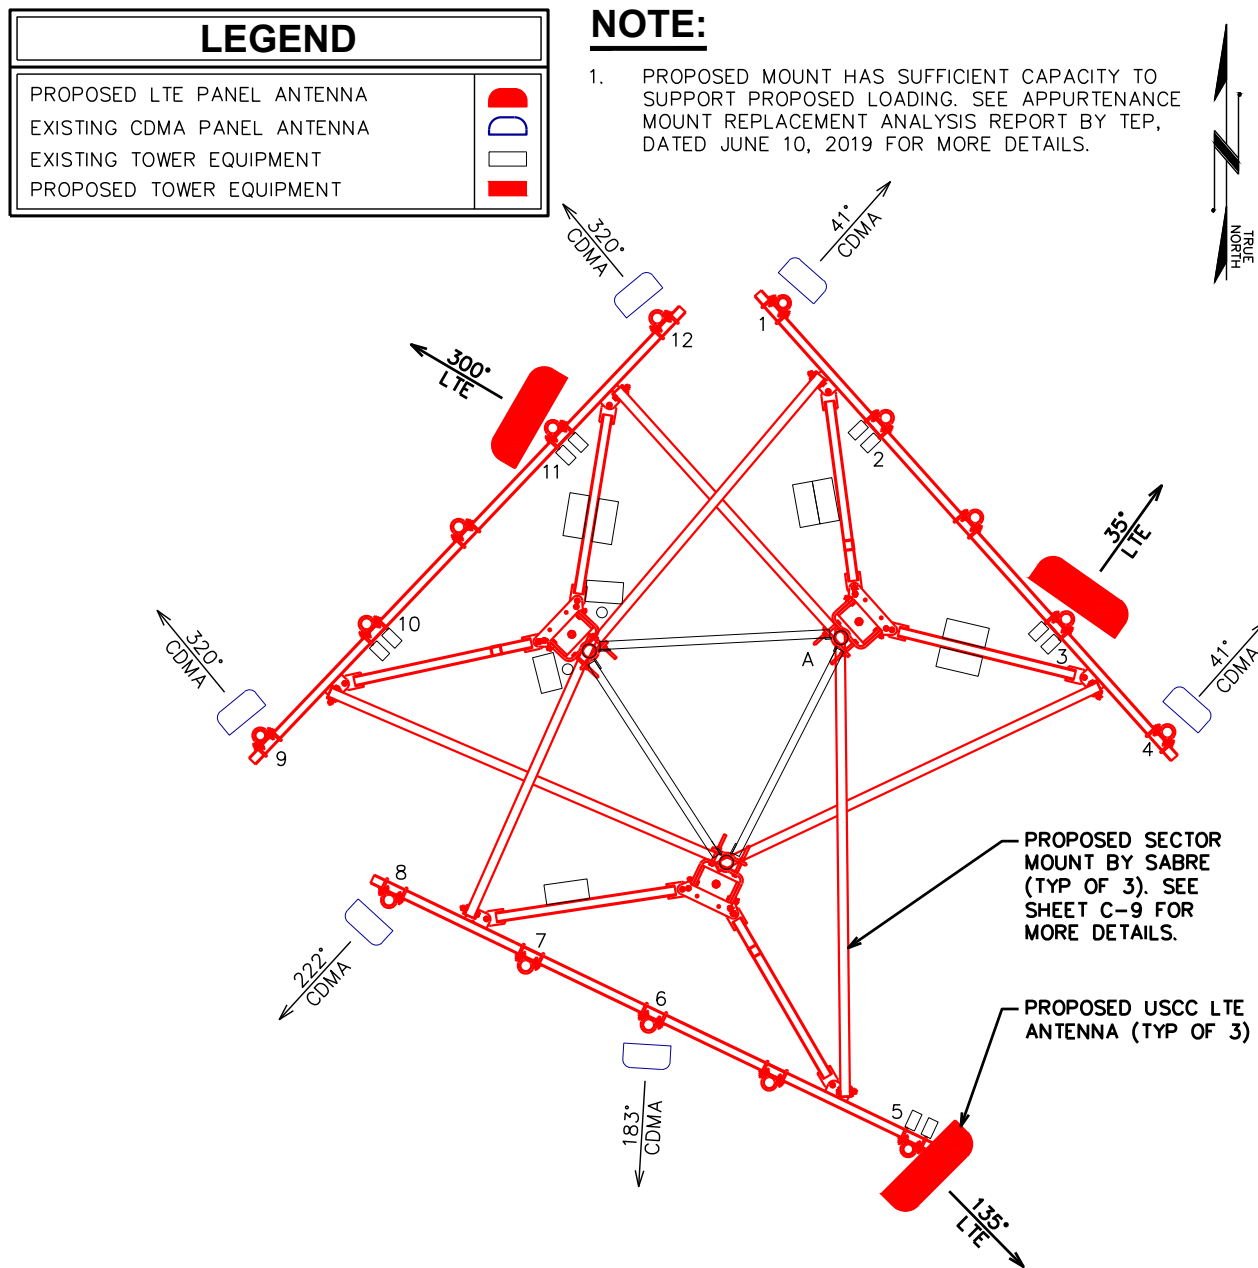 LEGEND
PROPOSED LTE PANEL ANTENNA
EXISTING CDMA PANEL ANTENNA
EXISTING TOWER EQUIPMENT
PROPOSED TOWER EQUIPMENT
NOTE:
1. PROPOSED MOUNT HAS SUFFICIENT CAPACITY TO
SUPPORT PROPOSED LOADING. SEE APPURTENANCE
MOUNT REPLACEMENT ANALYSIS REPORT BY TEP,
DATED JUNE 10, 2019 FOR MORE DETAILS.
TRUE
NORTH
320°
CDMA
41°
CDMA
1
12
300°
LTE
11
2
35°
LTE
10
3
A
320°
CDMA
41°
CDMA
9
4
PROPOSED SECTOR
MOUNT BY SABRE
(TYP OF 3). SEE
SHEET C-9 FOR
MORE DETAILS.
8
7
222°
CDMA
6
PROPOSED USCC LTE
ANTENNA (TYP OF 3)
183°
CDMA
5
135°
LTE